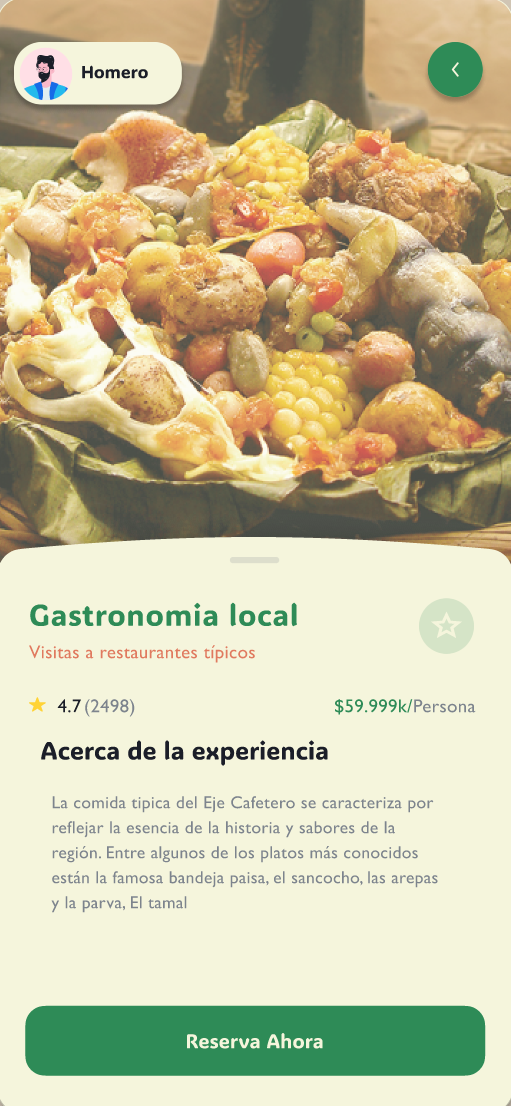 Homero
Gastronomia local
Visitas a restaurantes típicos
4.7 (2498)
$59.999k/Persona
Acerca de la experiencia
La comida tipica del Eje Cafetero se caracteriza por
reflejar la esencia de la historia y sabores de la
región. Entre algunos de los platos más conocidos
están la famosa bandeja paisa, el sancocho, las arepas
y la parva, El tamal
Reserva Ahora